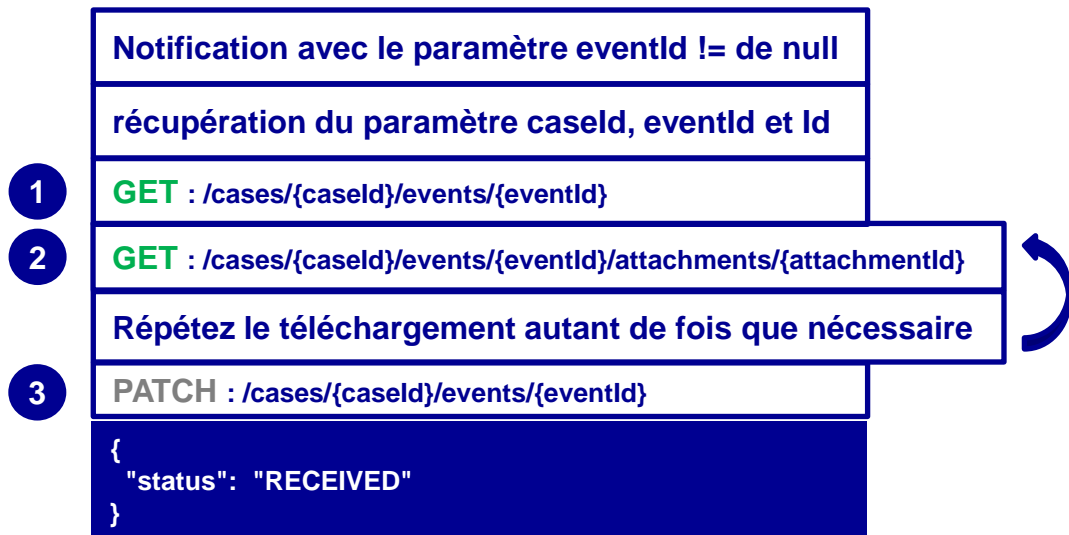 Notification avec le paramètre eventId != de null
récupération du paramètre caseId, eventId et Id
1 GET : /cases/{caseId}/events/{eventId}
2 GET : /cases/{caseId}/events/{eventId}/attachments/{attachmentId}
Répétez le téléchargement autant de fois que nécessaire
3 PATCH : /cases/{caseId}/events/{eventId}
{
"status": "RECEIVED"
}